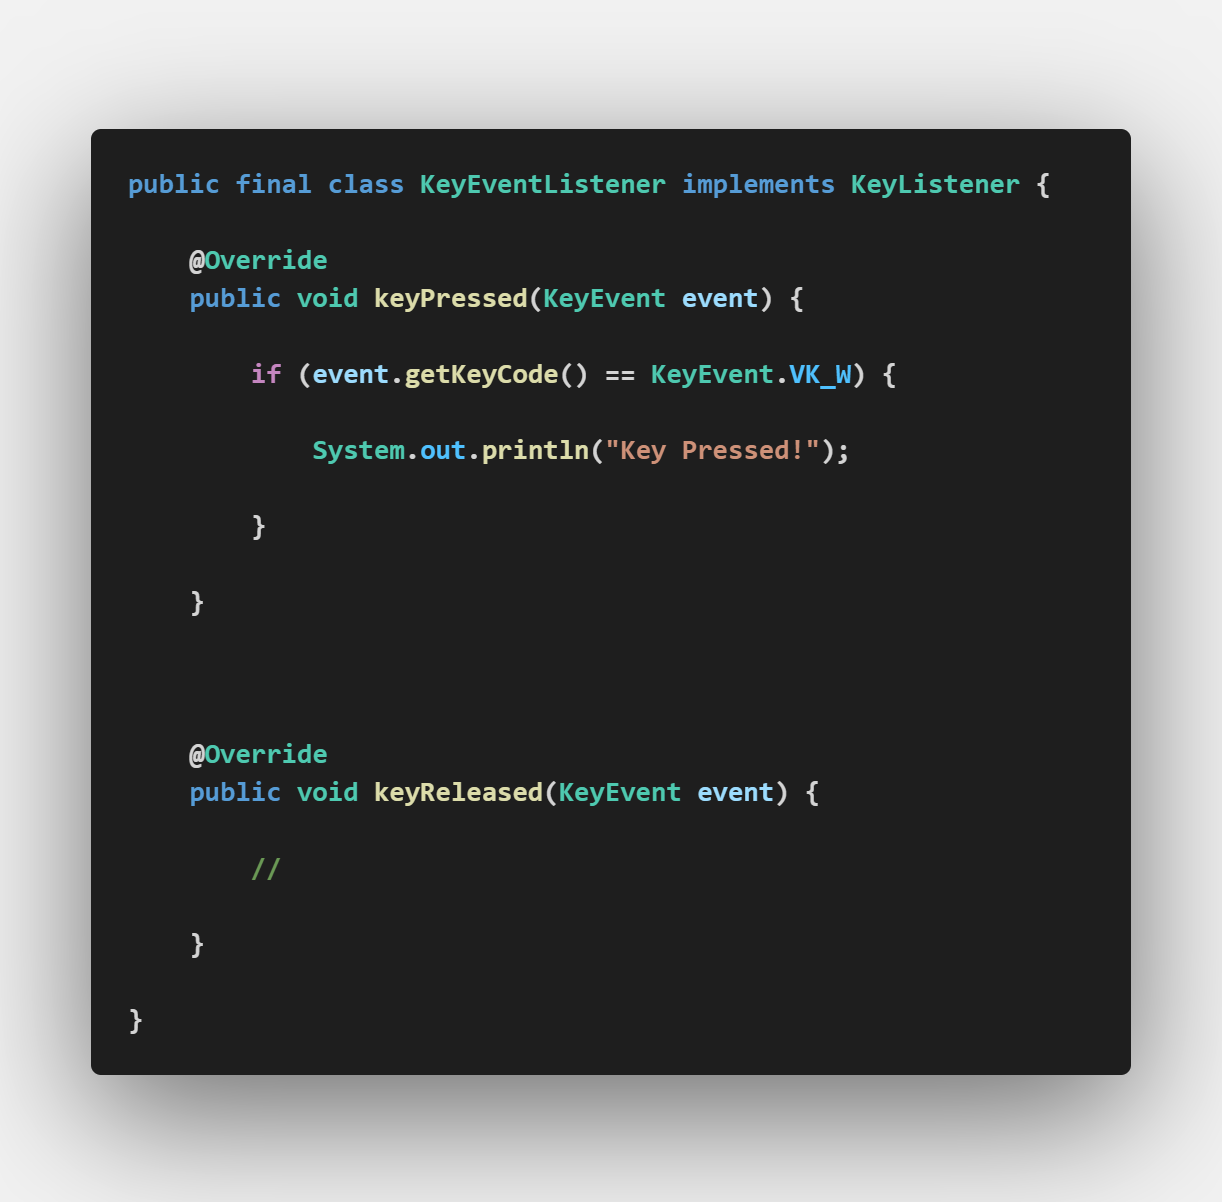 public final class KeyEventListener implements KeyListener {
    @Override
    public void keyPressed(KeyEvent event) {
        if (event.getKeyCode() == KeyEvent.VK_W) {
            System.out.println("Key Pressed!");
        }
    }
    @Override
    public void keyReleased(KeyEvent event) {
        //
    }
}